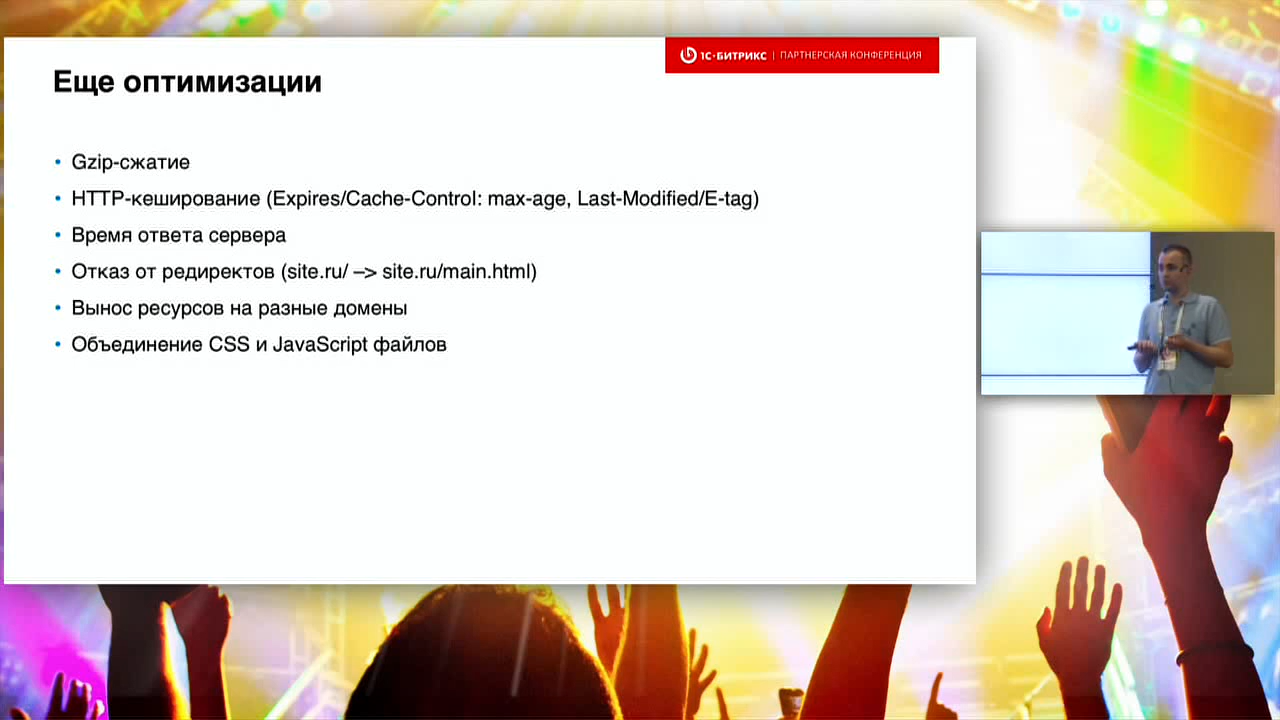 1С-БИТРИКС | ПАРТНЕРСКАЯ КОНФЕРЕНЦИЯ
Еще оптимизации
• Gzip-сжатие
• HTTP-кеширование (Expires/Cache-Control: max-age, Last-Modified/E-tag)
• Время ответа сервера
• Отказ от редиректов (site.ru/ –> site.ru/main.html)
• Вынос ресурсов на разные домены
• Объединение CSS и JavaScript файлов